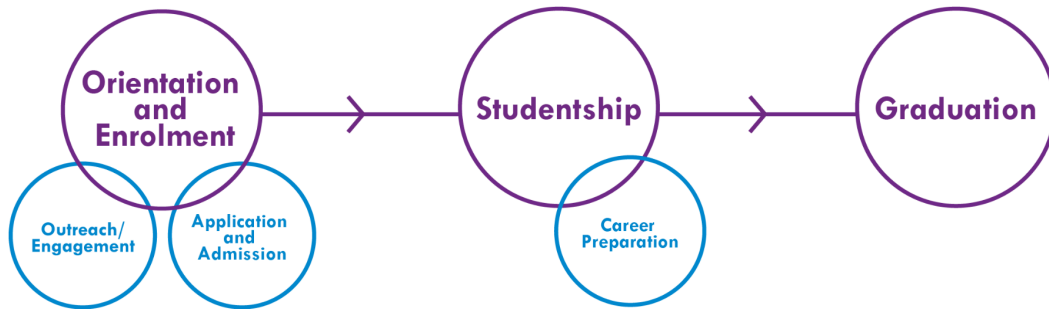 Orientation
and
Enrolment
Studentship
Graduation
Outreach/
Engagement
Application
and
Admission
Career
Preparation